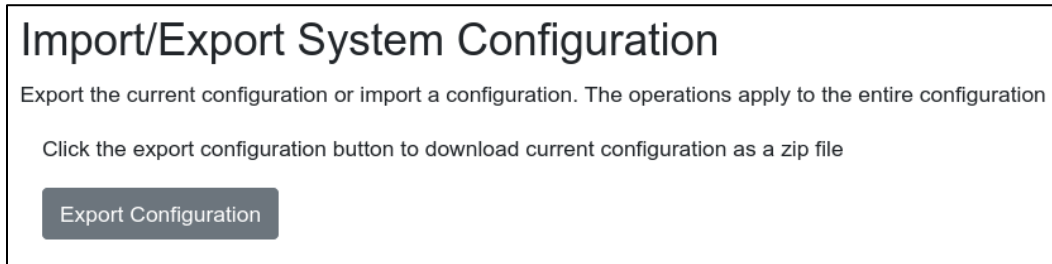 Import/Export System Configuration
Export the current configuration or import a configuration. The operations apply to the entire configuration
Click the export configuration button to download current configuration as a zip file
Export Configuration